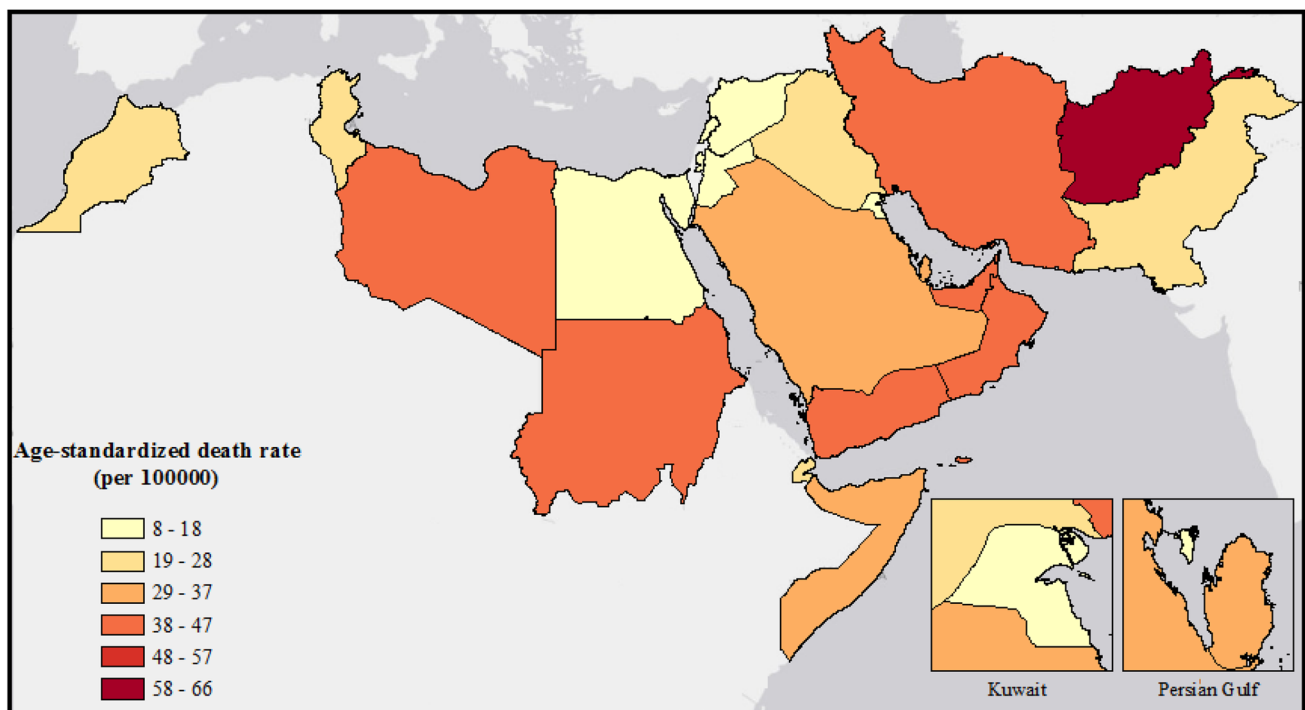 Age-standardized death rate
(per 100000)
8 - 18
19 - 28
29 - 37
38 - 47
48 - 57
58 - 66
Kuwait
Persian Gulf